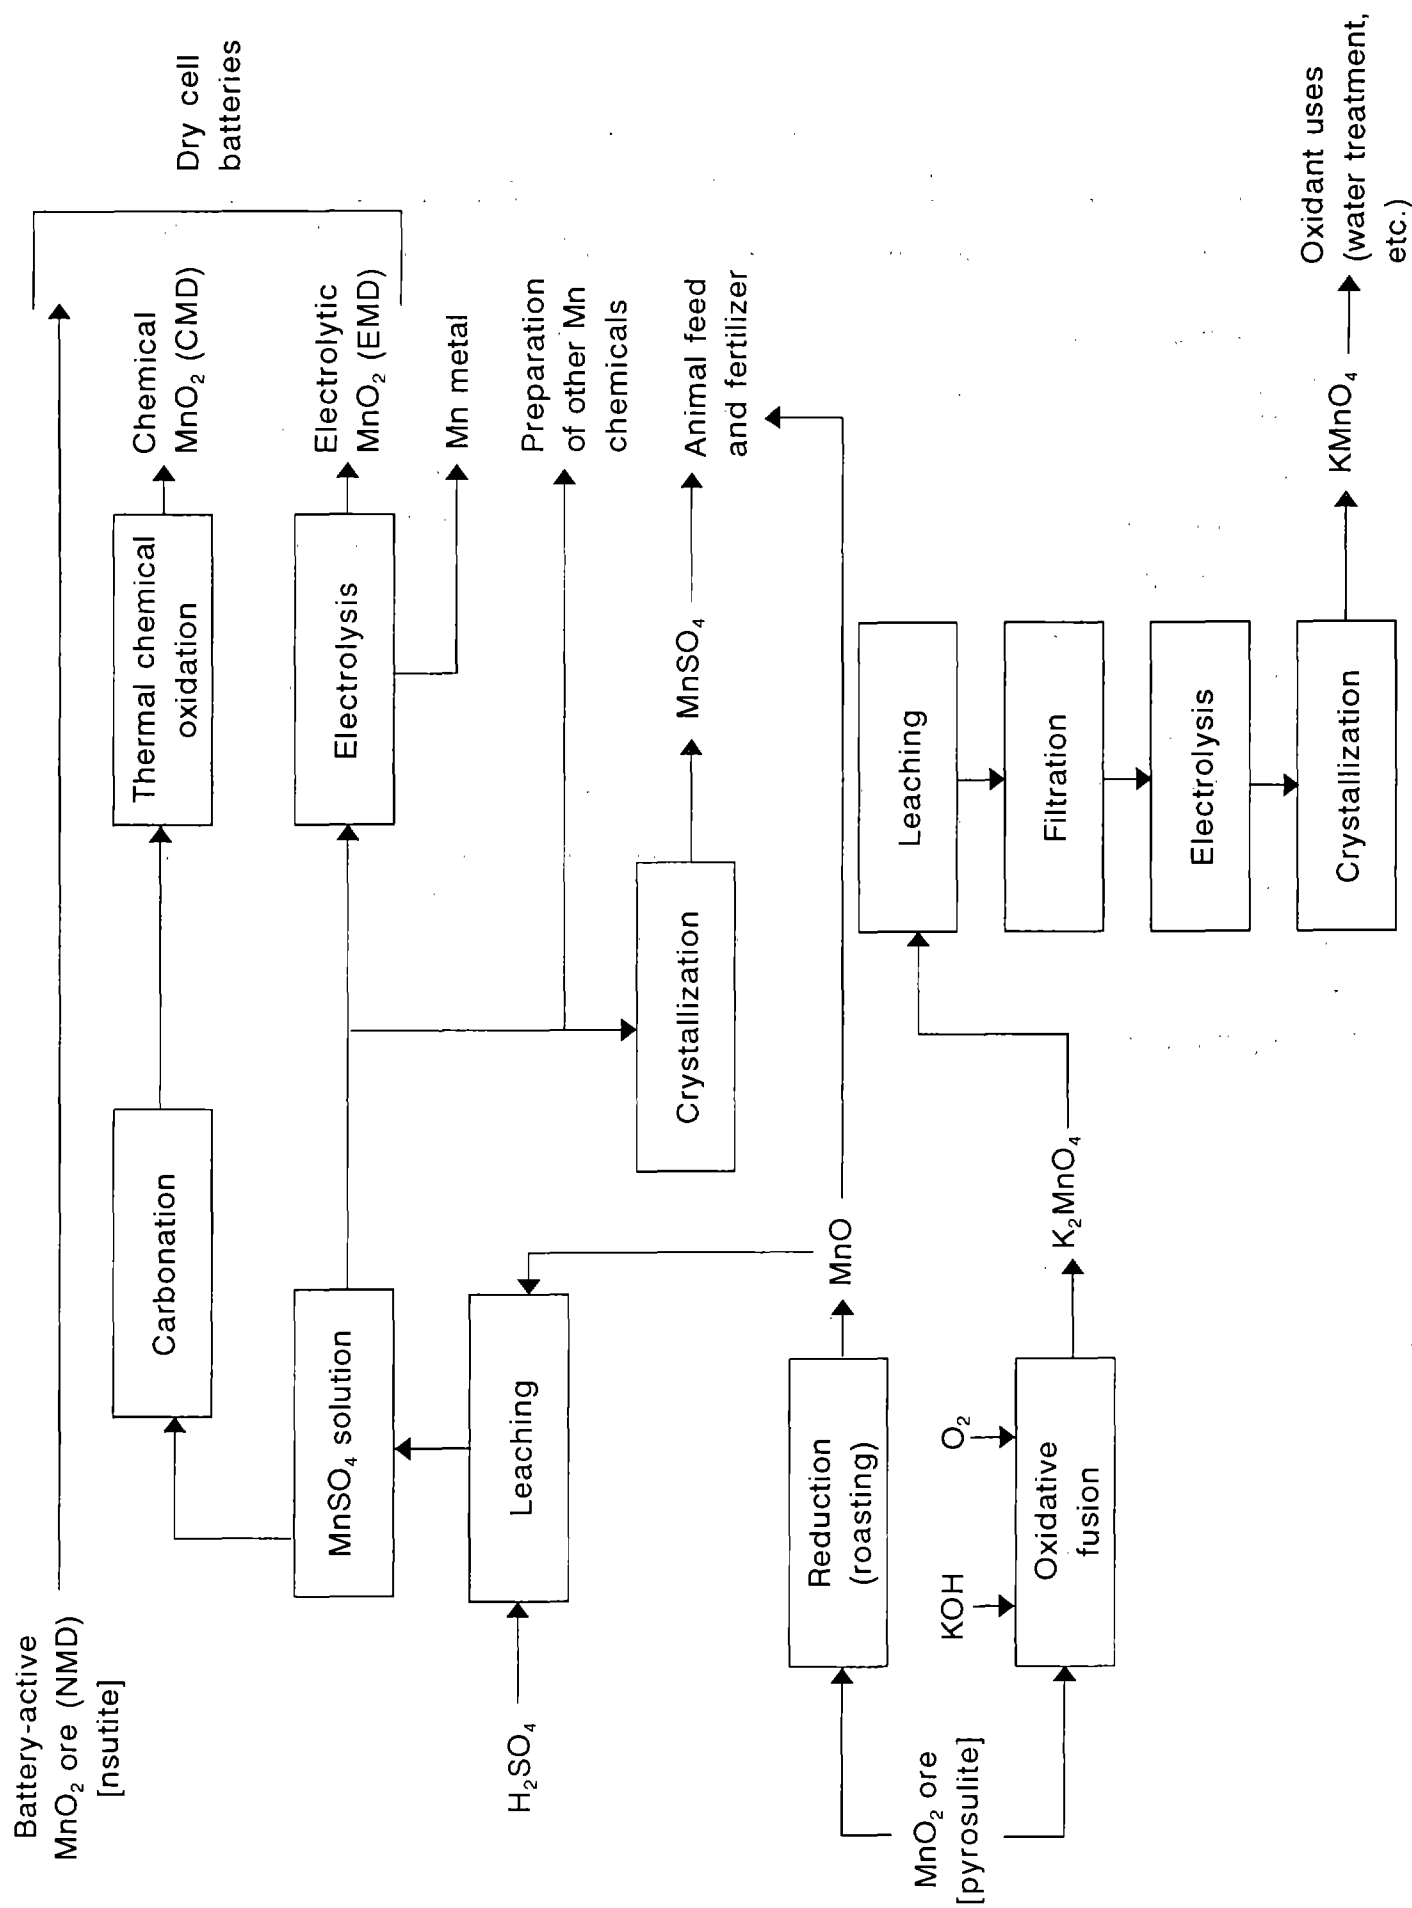 Battery-active
MnO₂ ore (NMD)
[nsutite]
Carbonation
Thermal chemical
oxidation
Chemical
MnO₂ (CMD)
Dry cell
batteries
MnSO₄ solution
Electrolysis
Electrolytic
MnO₂ (EMD)
Mn metal
H₂SO₄
Leaching
Preparation
of other Mn
chemicals
Crystallization
MnSO₄
Animal feed
and fertilizer
MnO₂ ore
[pyrosulite]
Reduction
(roasting)
MnO
KOH
O₂
Oxidative
fusion
K₂MnO₄
Leaching
Filtration
Electrolysis
Crystallization
KMnO₄
Oxidant uses
(water treatment,
etc.)